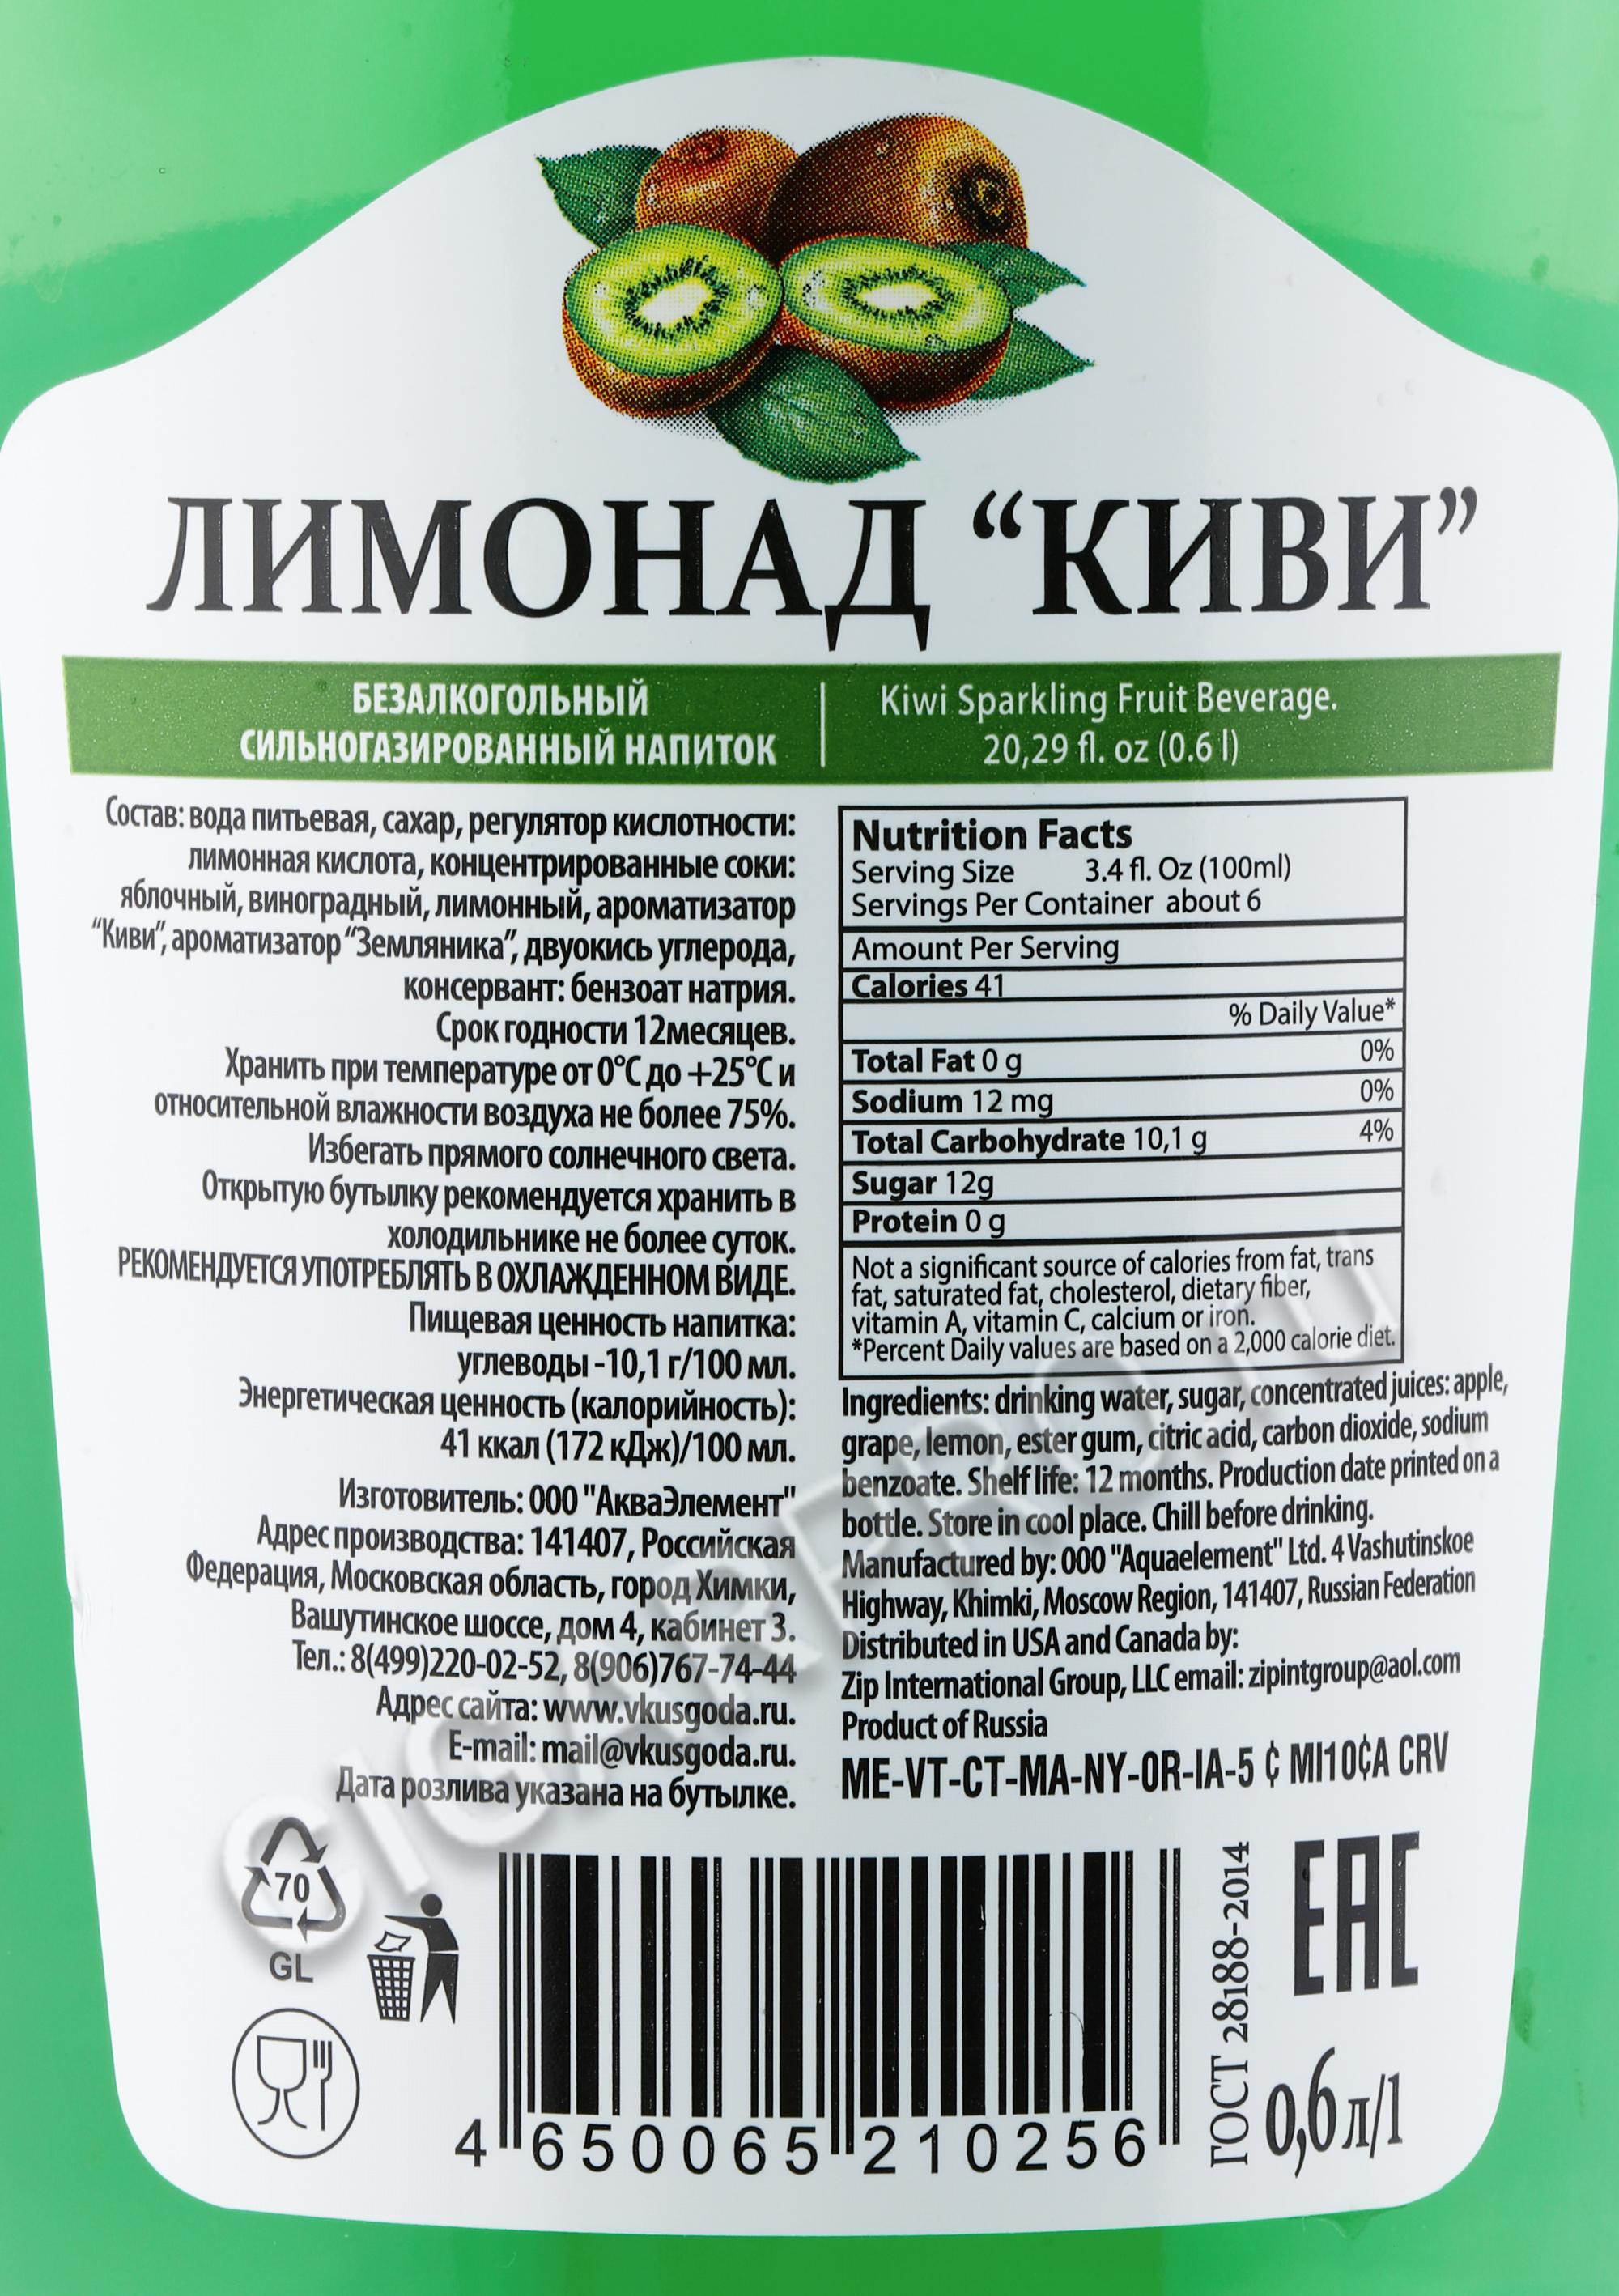 ЛИМОНАД “КИВИ”
БЕЗАЛКОГОЛЬНЫЙ
СИЛЬНОГАЗИРОВАННЫЙ НАПИТОК
Kiwi Sparkling Fruit Beverage.
20,29 fl. oz (0.6 l)
Состав: вода питьевая, сахар, регулятор кислотности:
лимонная кислота, концентрированные соки:
яблочный, виноградный, лимонный, ароматизатор
“Киви”, ароматизатор “Земляника”, двуокись углерода,
консервант: бензоат натрия.
Срок годности 12месяцев.
Хранить при температуре от 0°С до +25°С и
относительной влажности воздуха не более 75%.
Избегать прямого солнечного света.
Открытую бутылку рекомендуется хранить в
холодильнике не более суток.
РЕКОМЕНДУЕТСЯ УПОТРЕБЛЯТЬ В ОХЛАЖДЕННОМ ВИДЕ.
Пищевая ценность напитка:
углеводы -10,1 г/100 мл.
Энергетическая ценность (калорийность):
41 ккал (172 кДж)/100 мл.
Изготовитель: ООО "АкваЭлемент"
Адрес производства: 141407, Российская
Федерация, Московская область, город Химки,
Вашутинское шоссе, дом 4, кабинет 3.
Тел.: 8(499)220-02-52, 8(906)767-74-44
Адрес сайта: www.vkusgoda.ru.
E-mail: mail@vkusgoda.ru.
Дата розлива указана на бутылке.
Nutrition Facts
Serving Size 3.4 fl. Oz (100ml)
Servings Per Container about 6
Amount Per Serving
Calories 41
% Daily Value*
Total Fat 0 g 0%
Sodium 12 mg 0%
Total Carbohydrate 10,1 g 4%
Sugar 12g
Protein 0 g
Not a significant source of calories from fat, trans
fat, saturated fat, cholesterol, dietary fiber,
vitamin A, vitamin C, calcium or iron.
*Percent Daily values are based on a 2,000 calorie diet.
Ingredients: drinking water, sugar, concentrated juices: apple,
grape, lemon, ester gum, citric acid, carbon dioxide, sodium
benzoate. Shelf life: 12 months. Production date printed on a
bottle. Store in cool place. Chill before drinking.
Manufactured by: OOO "Aquaelement" Ltd. 4 Vashutinskoe
Highway, Khimki, Moscow Region, 141407, Russian Federation
Distributed in USA and Canada by:
Zip International Group, LLC email: zipintgroup@aol.com
Product of Russia
ME-VT-CT-MA-NY-OR-IA-5 ¢ MI10¢A CRV
70
GL
4 650065 210256
ГОСТ 28188-2014
ЕАС
0,6 л/l
CIGARPRO.RU